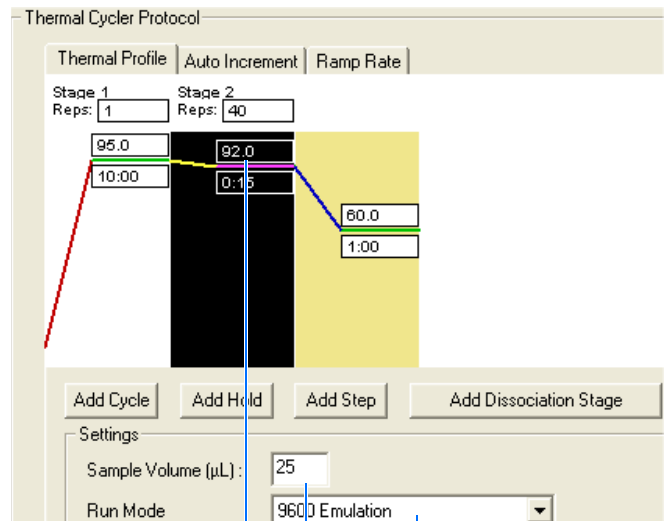 Thermal Cycler Protocol
Thermal Profile Auto Increment Ramp Rate
Stage 1 Stage 2
Reps: 1 Reps: 40
95.0 92.0
10:00 0:15
60.0
1:00
Add Cycle Add Hold Add Step Add Dissociation Stage
Settings
Sample Volume (µL) : 25
Run Mode 9600 Emulation